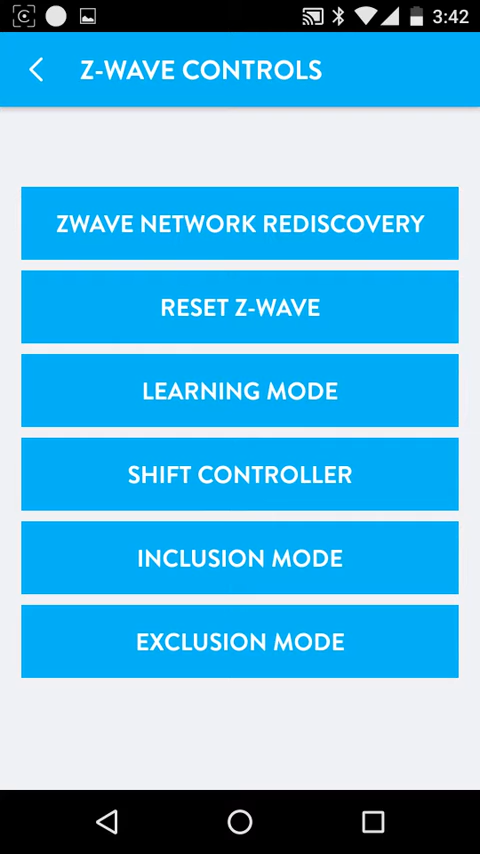 3:42
Z-WAVE CONTROLS
ZWAVE NETWORK REDISCOVERY
RESET Z-WAVE
LEARNING MODE
SHIFT CONTROLLER
INCLUSION MODE
EXCLUSION MODE